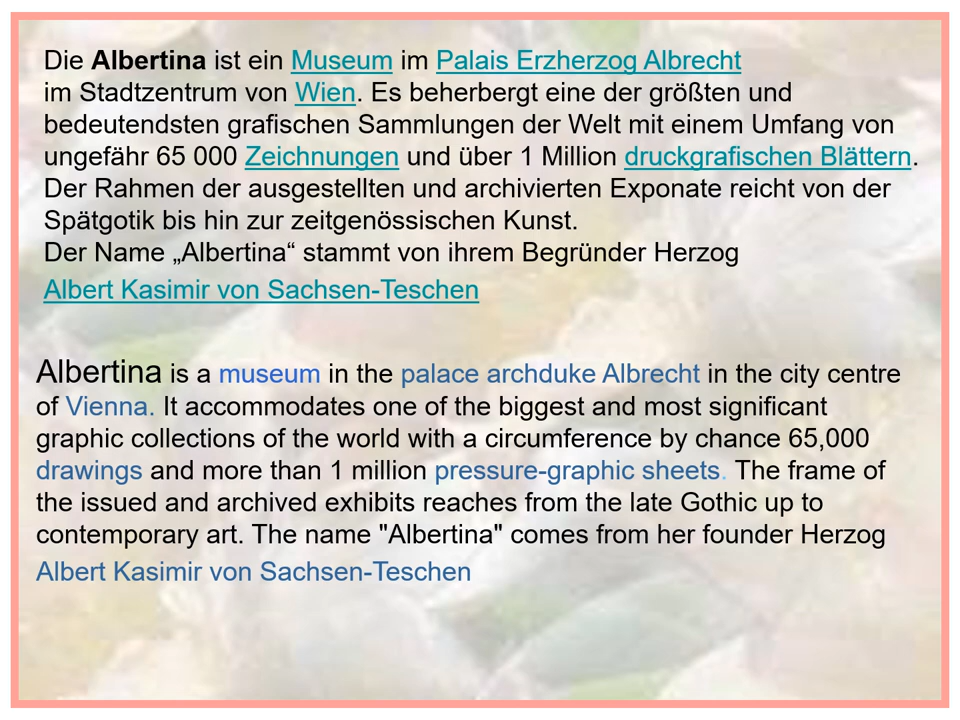 Die Albertina ist ein Museum im Palais Erzherzog Albrecht
im Stadtzentrum von Wien. Es beherbergt eine der größten und
bedeutendsten grafischen Sammlungen der Welt mit einem Umfang von
ungefähr 65 000 Zeichnungen und über 1 Million druckgrafischen Blättern.
Der Rahmen der ausgestellten und archivierten Exponate reicht von der
Spätgotik bis hin zur zeitgenössischen Kunst.
Der Name „Albertina“ stammt von ihrem Begründer Herzog
Albert Kasimir von Sachsen-Teschen
Albertina is a museum in the palace archduke Albrecht in the city centre
of Vienna. It accommodates one of the biggest and most significant
graphic collections of the world with a circumference by chance 65,000
drawings and more than 1 million pressure-graphic sheets. The frame of
the issued and archived exhibits reaches from the late Gothic up to
contemporary art. The name "Albertina" comes from her founder Herzog
Albert Kasimir von Sachsen-Teschen